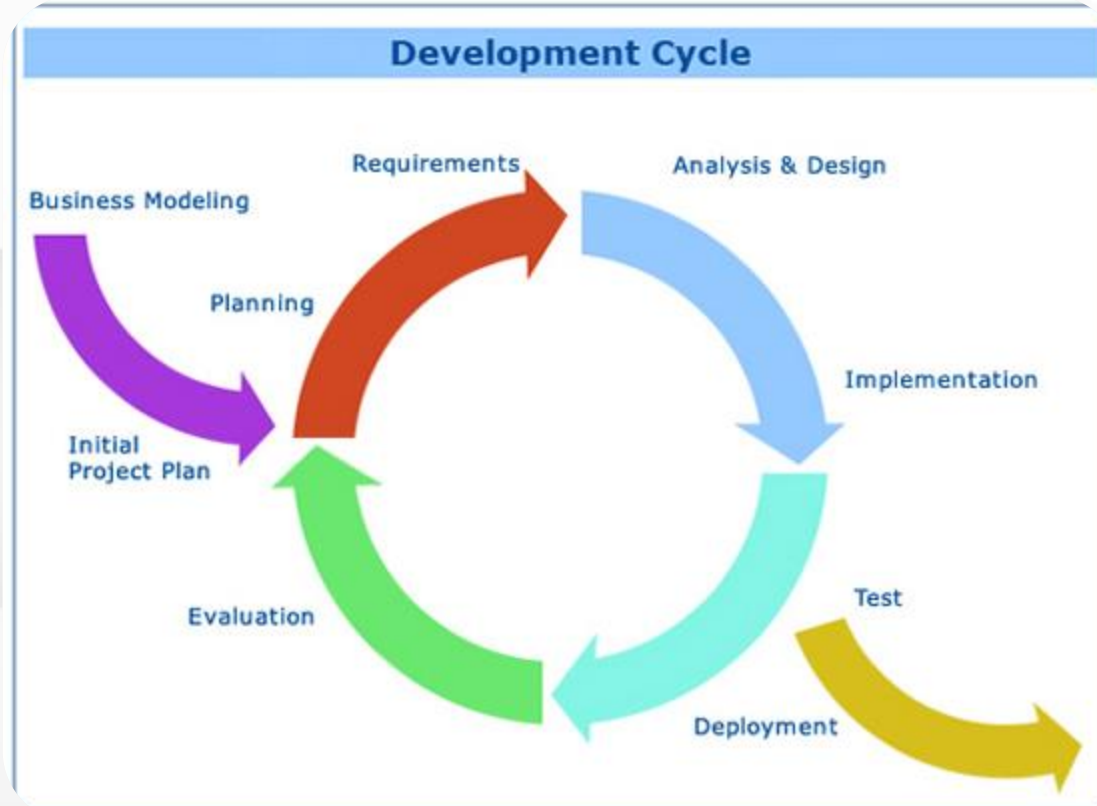 Development Cycle
Requirements
Analysis & Design
Business Modeling
Planning
Implementation
Initial
Project Plan
Test
Evaluation
Deployment